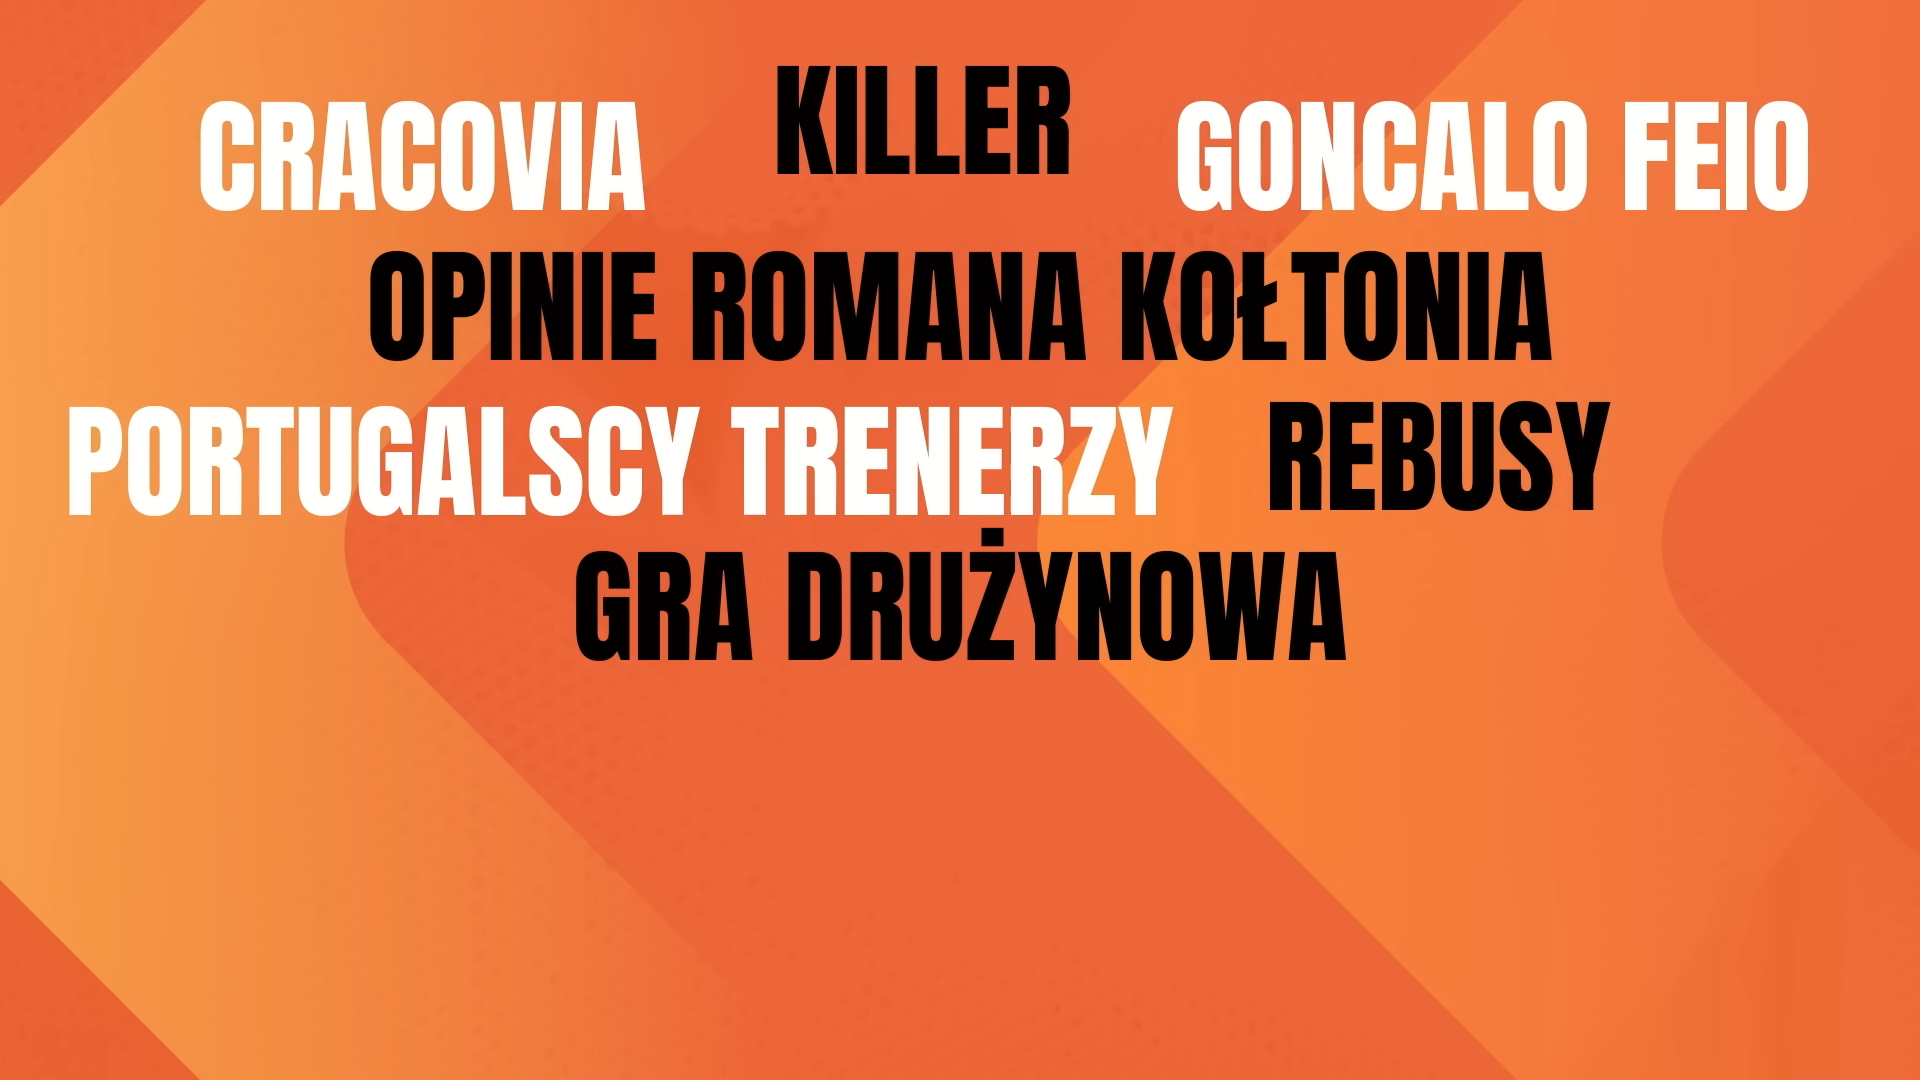 CRACOVIA KILLER GONCALO FEIO
OPINIE ROMANA KOŁTONIA
PORTUGALSCY TRENERZY REBUSY
GRA DRUŻYNOWA